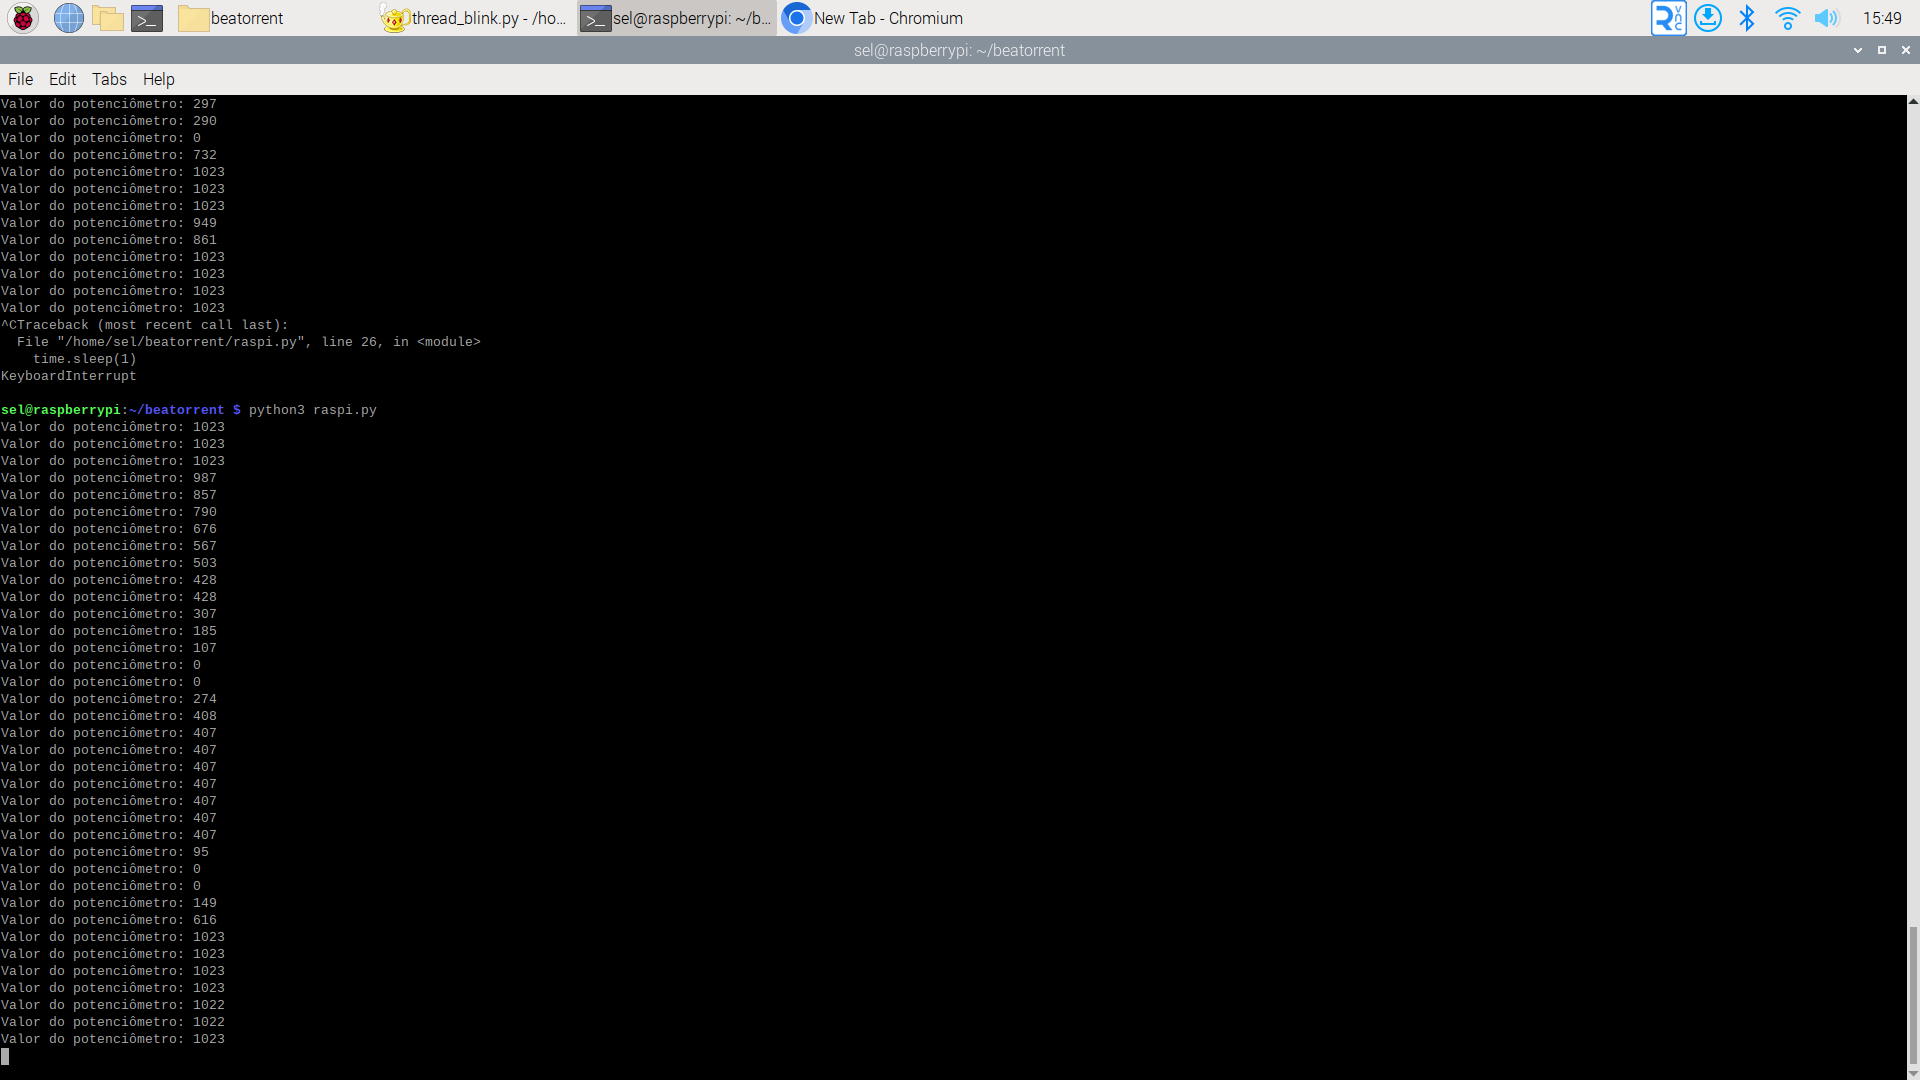 beatorrent
thread_blink.py - /ho...
sel@raspberrypi: ~/b...
New Tab - Chromium
15:49
sel@raspberrypi: ~/beatorrent
File Edit Tabs Help
Valor do potenciômetro: 297
Valor do potenciômetro: 290
Valor do potenciômetro: 0
Valor do potenciômetro: 732
Valor do potenciômetro: 1023
Valor do potenciômetro: 1023
Valor do potenciômetro: 1023
Valor do potenciômetro: 949
Valor do potenciômetro: 861
Valor do potenciômetro: 1023
Valor do potenciômetro: 1023
Valor do potenciômetro: 1023
Valor do potenciômetro: 1023
^CTraceback (most recent call last):
  File "/home/sel/beatorrent/raspi.py", line 26, in <module>
    time.sleep(1)
KeyboardInterrupt
sel@raspberrypi:~/beatorrent $ python3 raspi.py
Valor do potenciômetro: 1023
Valor do potenciômetro: 1023
Valor do potenciômetro: 1023
Valor do potenciômetro: 987
Valor do potenciômetro: 857
Valor do potenciômetro: 790
Valor do potenciômetro: 676
Valor do potenciômetro: 567
Valor do potenciômetro: 503
Valor do potenciômetro: 428
Valor do potenciômetro: 428
Valor do potenciômetro: 307
Valor do potenciômetro: 185
Valor do potenciômetro: 107
Valor do potenciômetro: 0
Valor do potenciômetro: 0
Valor do potenciômetro: 274
Valor do potenciômetro: 408
Valor do potenciômetro: 407
Valor do potenciômetro: 407
Valor do potenciômetro: 407
Valor do potenciômetro: 407
Valor do potenciômetro: 407
Valor do potenciômetro: 407
Valor do potenciômetro: 407
Valor do potenciômetro: 95
Valor do potenciômetro: 0
Valor do potenciômetro: 0
Valor do potenciômetro: 149
Valor do potenciômetro: 616
Valor do potenciômetro: 1023
Valor do potenciômetro: 1023
Valor do potenciômetro: 1023
Valor do potenciômetro: 1023
Valor do potenciômetro: 1022
Valor do potenciômetro: 1022
Valor do potenciômetro: 1023